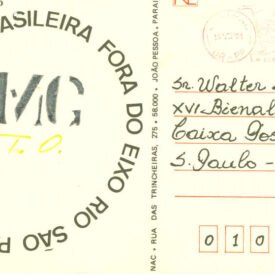 ASILEIRA FORA DO EIXO RIO SÃO P
MG
T.O.
NAC - RUA DAS TRINCHEIRAS, 275 - 58.000 - JOÃO PESSOA, PARAÍ
Sr. Walter
XVI-Bienal
Caixa Pos
S. Paulo -
0 1 0